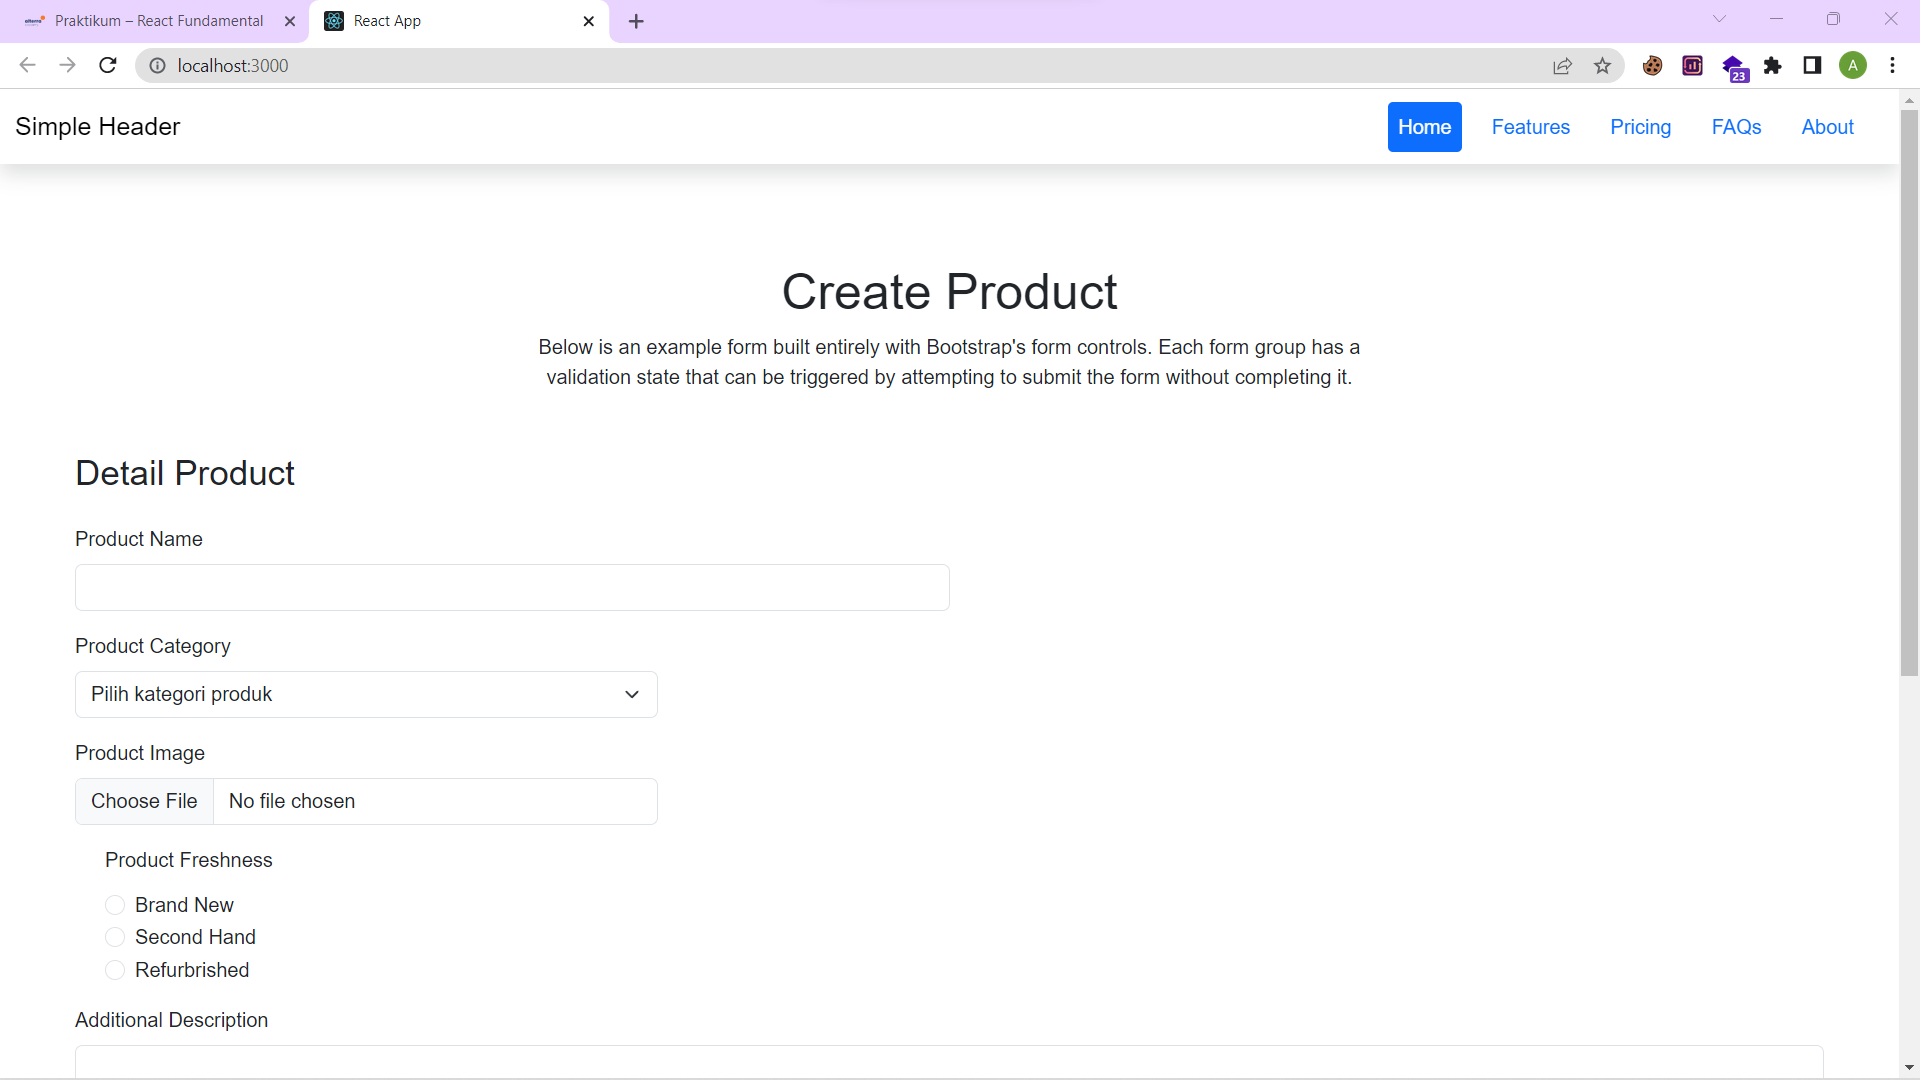 Praktikum – React Fundamental
React App
localhost:3000
23
A
Simple Header
Home
Features
Pricing
FAQs
About
Create Product
Below is an example form built entirely with Bootstrap's form controls. Each form group has a
validation state that can be triggered by attempting to submit the form without completing it.
Detail Product
Product Name
Product Category
Pilih kategori produk
Product Image
Choose File
No file chosen
Product Freshness
Brand New
Second Hand
Refurbrished
Additional Description